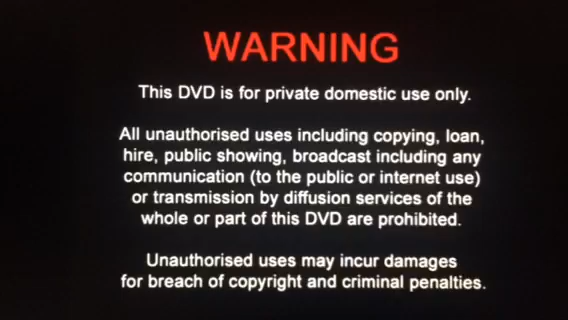 WARNING
This DVD is for private domestic use only.
All unauthorised uses including copying, loan,
hire, public showing, broadcast including any
communication (to the public or internet use)
or transmission by diffusion services of the
whole or part of this DVD are prohibited.
Unauthorised uses may incur damages
for breach of copyright and criminal penalties.